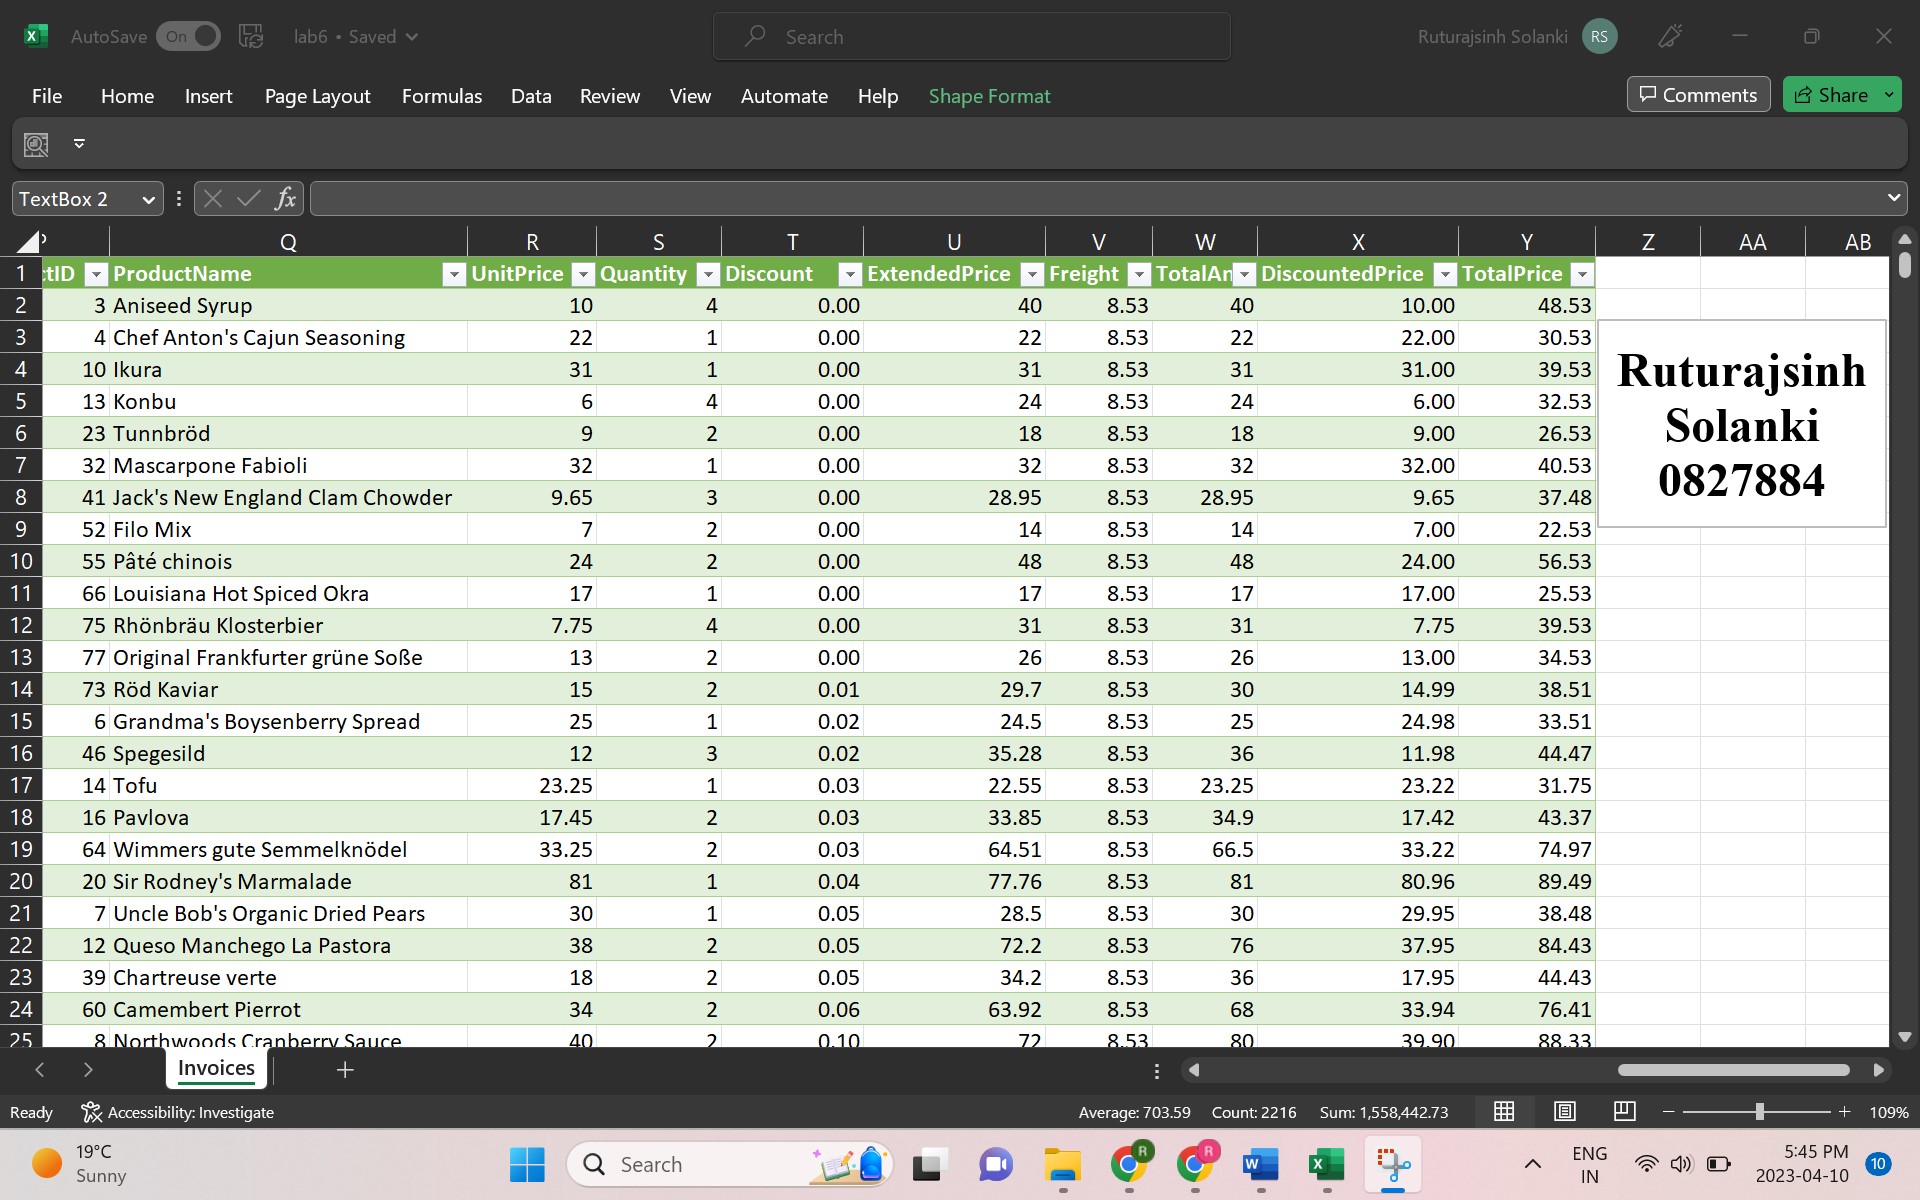 AutoSave On lab6 • Saved Search Ruturajsinh Solanki RS
File Home Insert Page Layout Formulas Data Review View Automate Help Shape Format Comments Share
TextBox 2 fx
Q R S T U V W X Y Z AA AB
1 ctID ProductName UnitPrice Quantity Discount ExtendedPrice Freight TotalAm DiscountedPrice TotalPrice
2 3 Aniseed Syrup 10 4 0.00 40 8.53 40 10.00 48.53
3 4 Chef Anton's Cajun Seasoning 22 1 0.00 22 8.53 22 22.00 30.53
4 10 Ikura 31 1 0.00 31 8.53 31 31.00 39.53
5 13 Konbu 6 4 0.00 24 8.53 24 6.00 32.53
6 23 Tunnbröd 9 2 0.00 18 8.53 18 9.00 26.53
7 32 Mascarpone Fabioli 32 1 0.00 32 8.53 32 32.00 40.53
8 41 Jack's New England Clam Chowder 9.65 3 0.00 28.95 8.53 28.95 9.65 37.48
9 52 Filo Mix 7 2 0.00 14 8.53 14 7.00 22.53
10 55 Pâté chinois 24 2 0.00 48 8.53 48 24.00 56.53
11 66 Louisiana Hot Spiced Okra 17 1 0.00 17 8.53 17 17.00 25.53
12 75 Rhönbräu Klosterbier 7.75 4 0.00 31 8.53 31 7.75 39.53
13 77 Original Frankfurter grüne Soße 13 2 0.00 26 8.53 26 13.00 34.53
14 73 Röd Kaviar 15 2 0.01 29.7 8.53 30 14.99 38.51
15 6 Grandma's Boysenberry Spread 25 1 0.02 24.5 8.53 25 24.98 33.51
16 46 Spegesild 12 3 0.02 35.28 8.53 36 11.98 44.47
17 14 Tofu 23.25 1 0.03 22.55 8.53 23.25 23.22 31.75
18 16 Pavlova 17.45 2 0.03 33.85 8.53 34.9 17.42 43.37
19 64 Wimmers gute Semmelknödel 33.25 2 0.03 64.51 8.53 66.5 33.22 74.97
20 20 Sir Rodney's Marmalade 81 1 0.04 77.76 8.53 81 80.96 89.49
21 7 Uncle Bob's Organic Dried Pears 30 1 0.05 28.5 8.53 30 29.95 38.48
22 12 Queso Manchego La Pastora 38 2 0.05 72.2 8.53 76 37.95 84.43
23 39 Chartreuse verte 18 2 0.05 34.2 8.53 36 17.95 44.43
24 60 Camembert Pierrot 34 2 0.06 63.92 8.53 68 33.94 76.41
25 8 Northwoods Cranberry Sauce 40 2 0.10 72 8.53 80 39.90 88.33
Ruturajsinh
Solanki
0827884
Invoices
Ready Accessibility: Investigate Average: 703.59 Count: 2216 Sum: 1,558,442.73 109%
19°C
Sunny
Search
ENG
IN
5:45 PM
2023-04-10
10